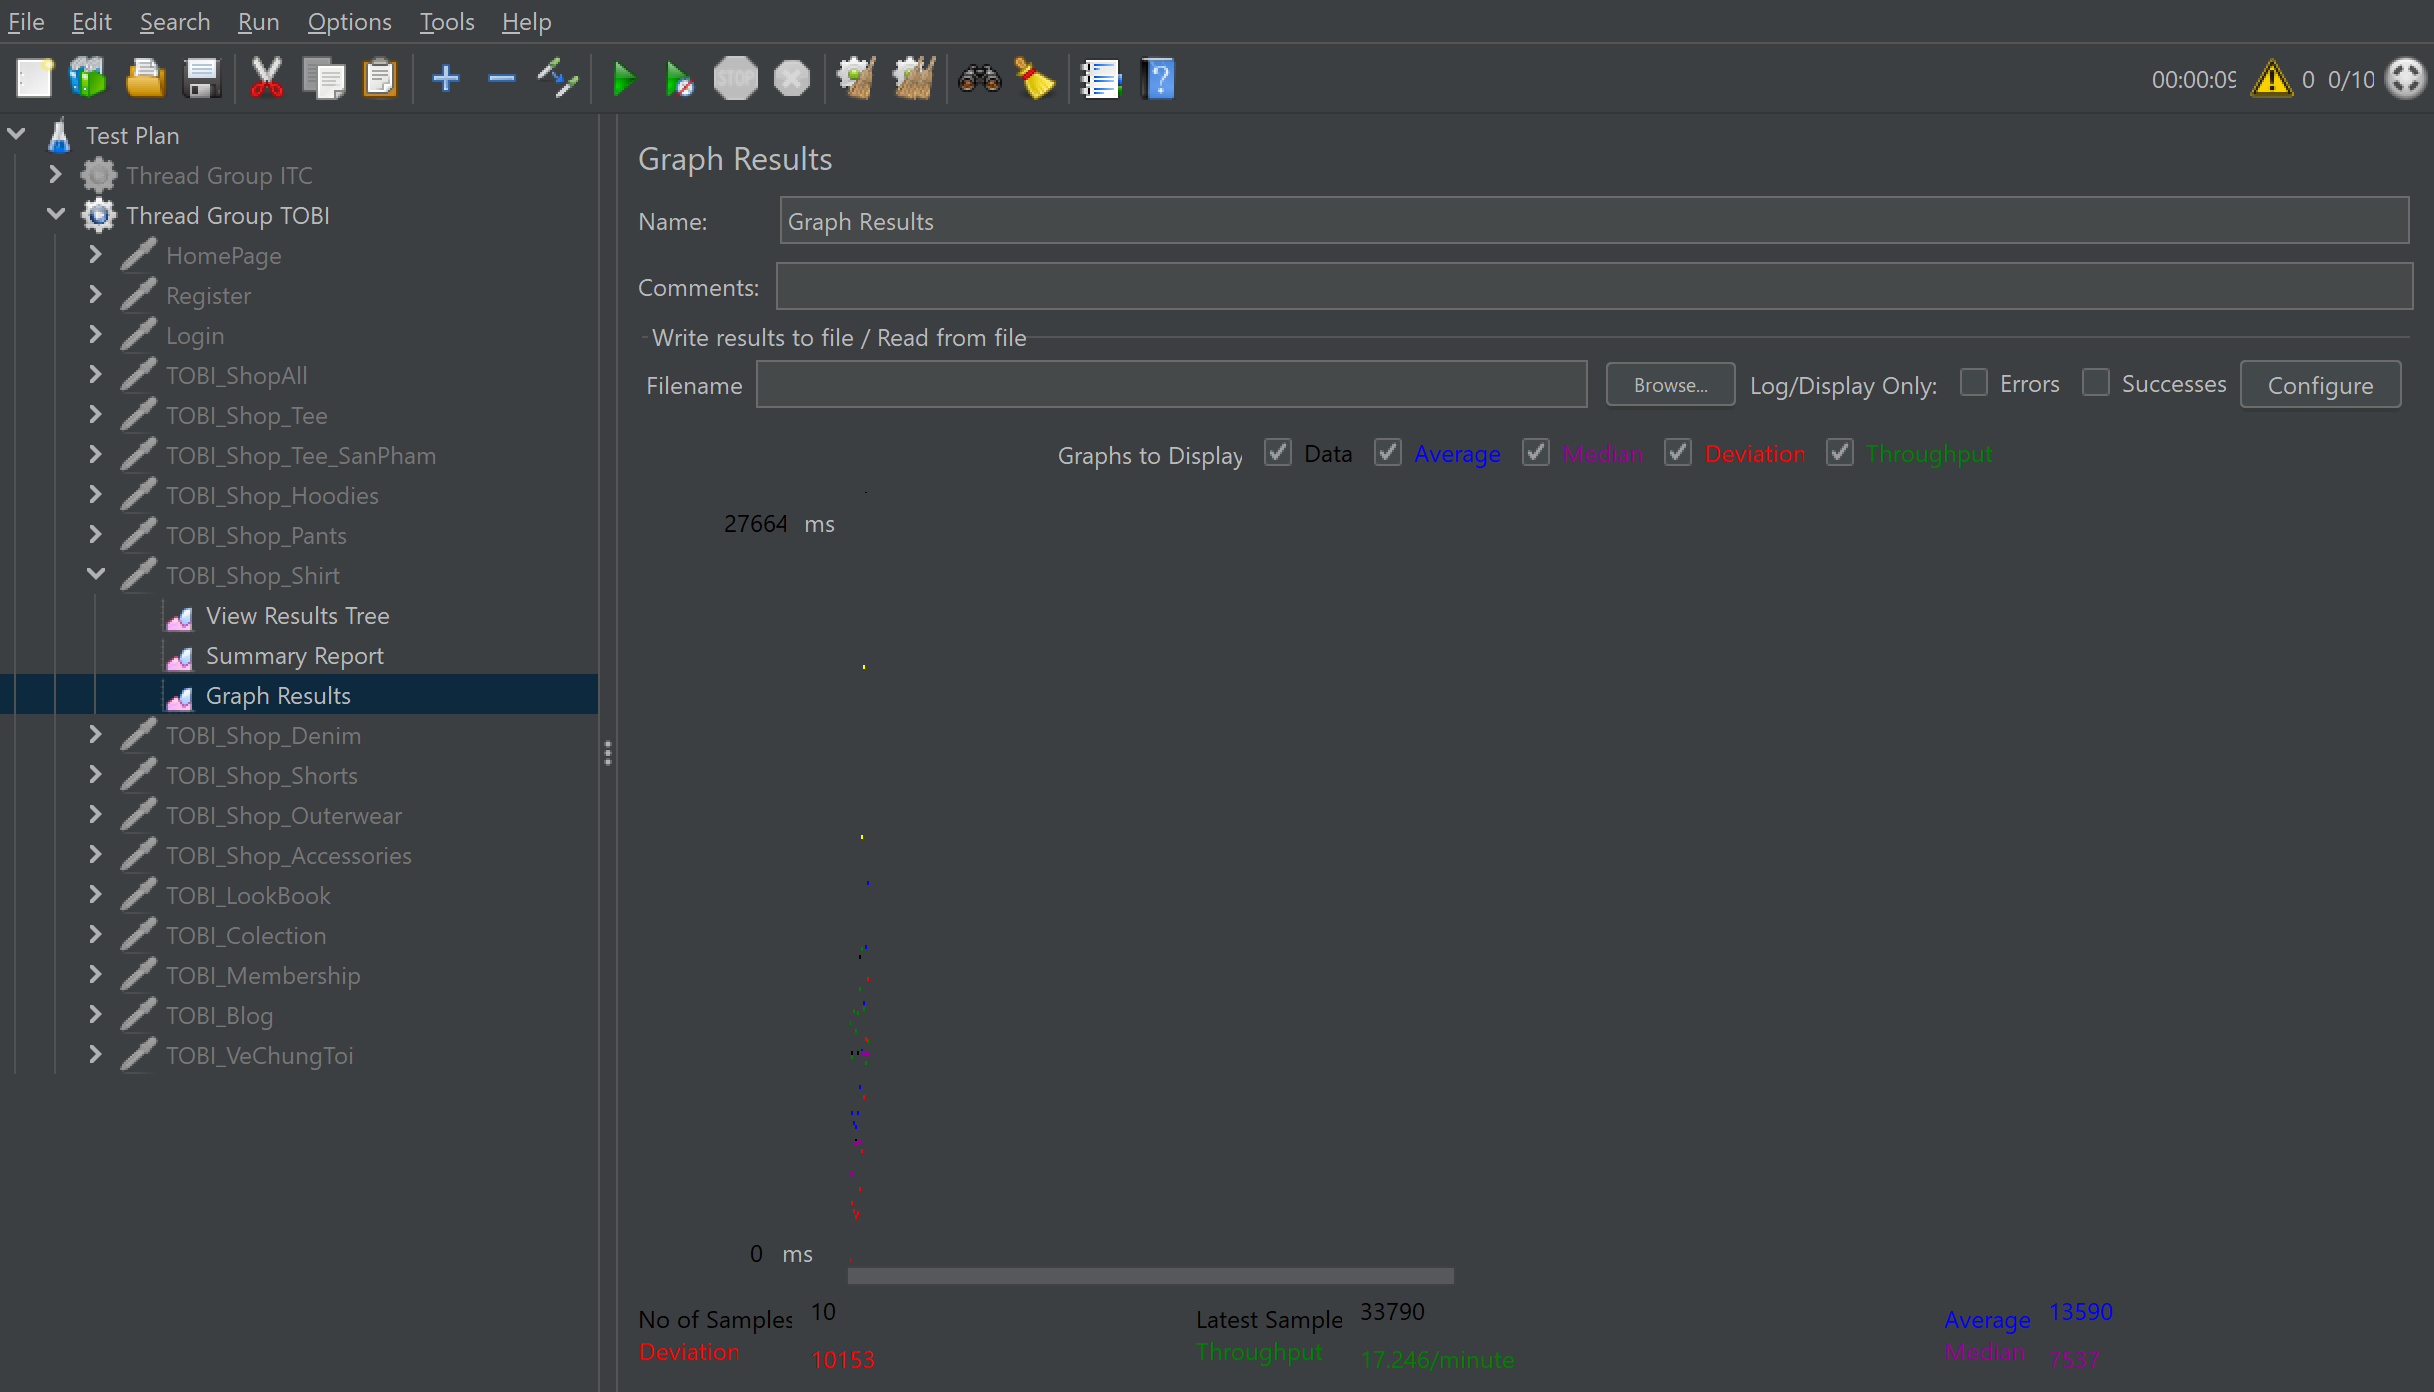 File Edit Search Run Options Tools Help
STOP
00:00:09 0 0/10
Test Plan
Thread Group ITC
Thread Group TOBI
HomePage
Register
Login
TOBI_ShopAll
TOBI_Shop_Tee
TOBI_Shop_Tee_SanPham
TOBI_Shop_Hoodies
TOBI_Shop_Pants
TOBI_Shop_Shirt
View Results Tree
Summary Report
Graph Results
TOBI_Shop_Denim
TOBI_Shop_Shorts
TOBI_Shop_Outerwear
TOBI_Shop_Accessories
TOBI_LookBook
TOBI_Colection
TOBI_Membership
TOBI_Blog
TOBI_VeChungToi
Graph Results
Name: Graph Results
Comments:
Write results to file / Read from file
Filename Browse... Log/Display Only: Errors Successes Configure
Graphs to Display Data Average Median Deviation Throughput
27664 ms
0 ms
No of Samples 10 Latest Sample 33790 Average 13590
Deviation 10153 Throughput 17.246/minute Median 7537